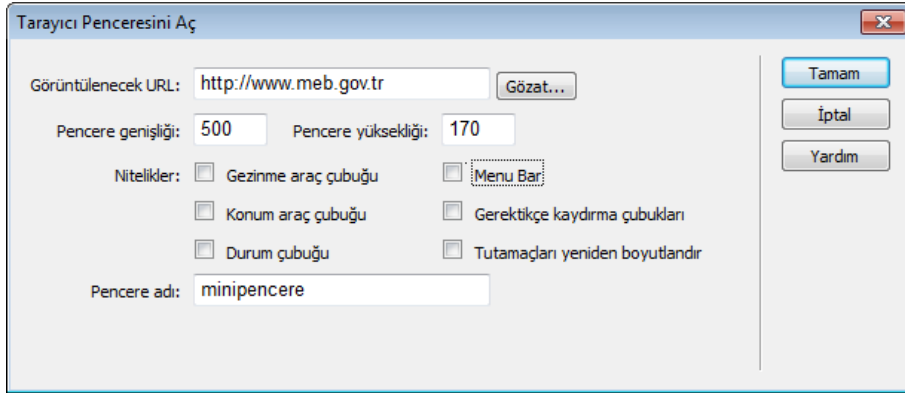 Tarayıcı Penceresini Aç
Görüntülenecek URL: http://www.meb.gov.tr Gözat...
Pencere genişliği: 500 Pencere yüksekliği: 170
Nitelikler: Gezinme araç çubuğu Menu Bar
Konum araç çubuğu Gerektikçe kaydırma çubukları
Durum çubuğu Tutamaçları yeniden boyutlandır
Pencere adı: minipencere
Tamam
İptal
Yardım